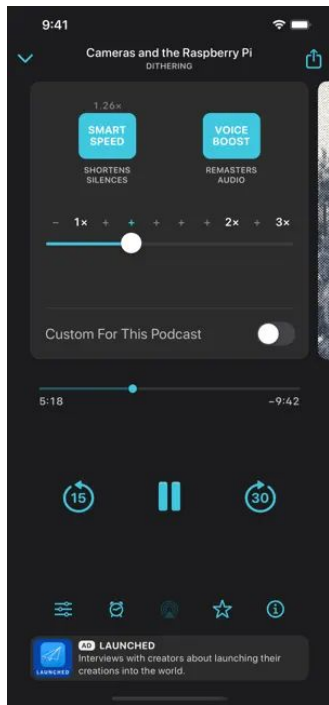 9:41
Cameras and the Raspberry Pi
DITHERING
1.26×
SMART
SPEED
VOICE
BOOST
SHORTENS
SILENCES
REMASTERS
AUDIO
– 1× + + + + + 2× + 3×
Custom For This Podcast
5:18 –9:42
15 30
AD LAUNCHED
Interviews with creators about launching their
creations into the world.
LAUNCHED